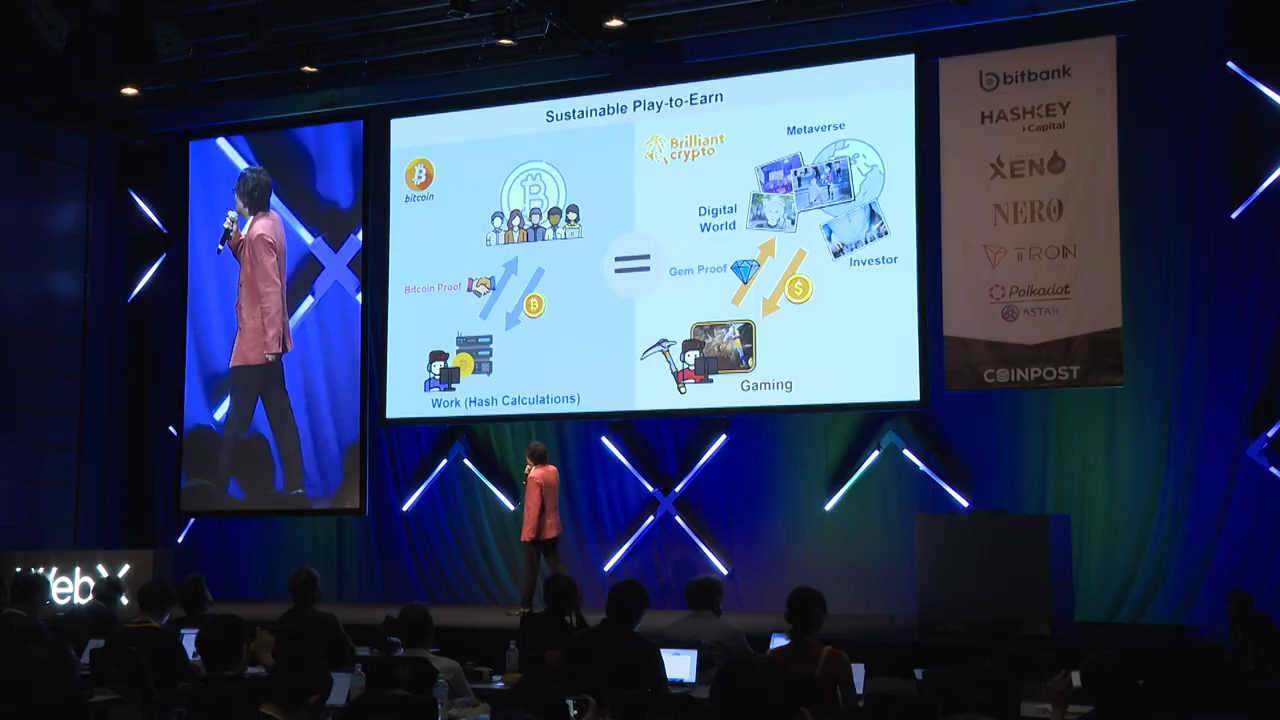 Sustainable Play-to-Earn
bitcoin
Bitcoin Proof
Work (Hash Calculations)
=
Brilliant
crypto
Metaverse
Digital
World
Investor
Gem Proof
Gaming
bitbank
HASHKEY
Capital
XENO
NERO
TRON
Polkadot
ASTAR
COINPOST
WebX